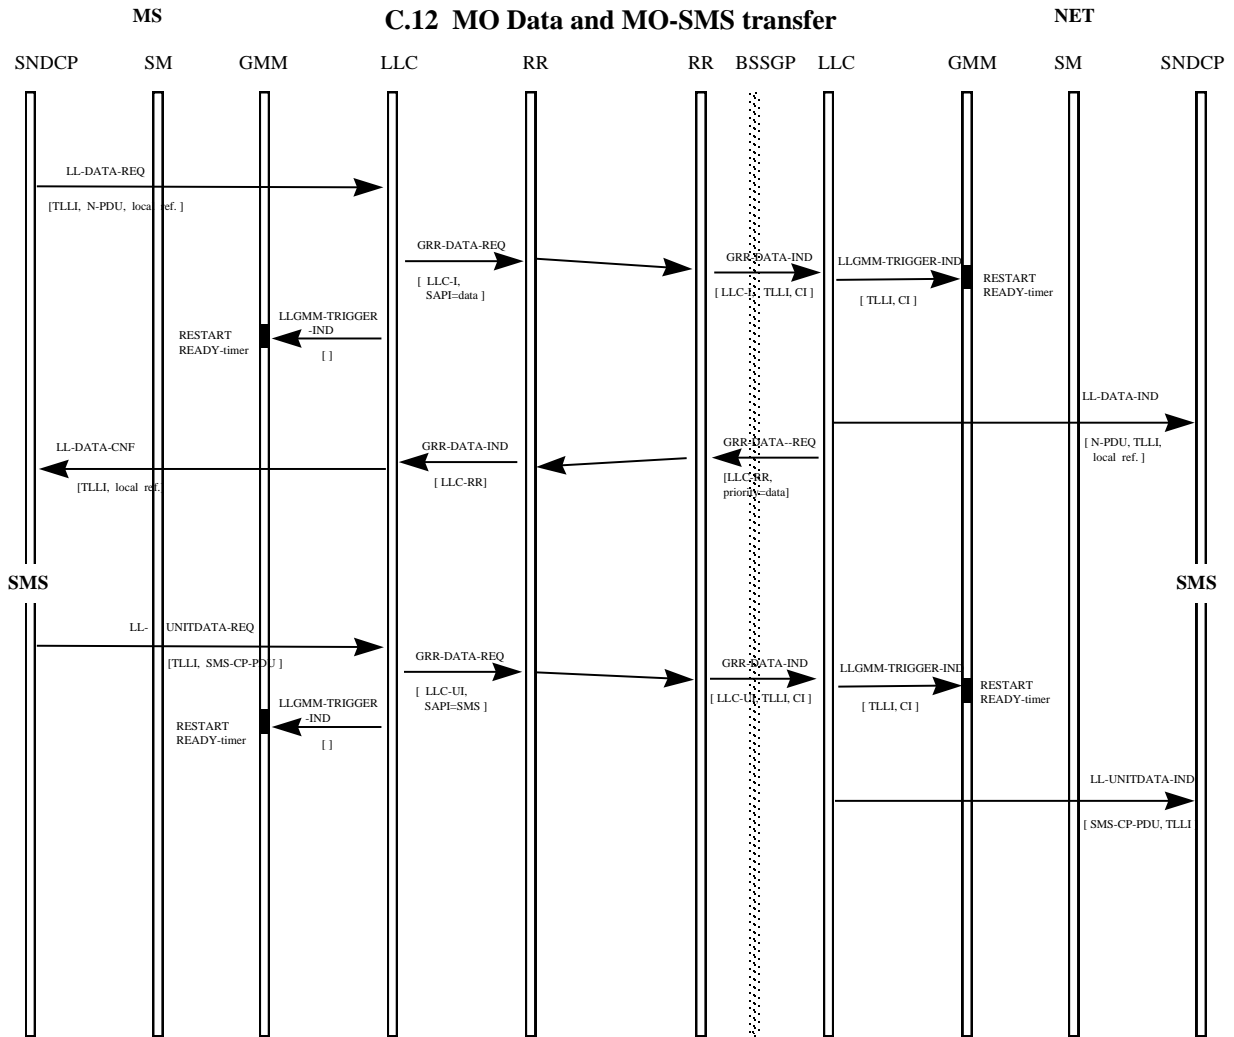 MS C.12 MO Data and MO-SMS transfer NET
SNDCP SM GMM LLC RR RR BSSGP LLC GMM SM SNDCP
LL-DATA-REQ
[TLLI, N-PDU, local ref. ]
GRR-DATA-REQ
[ LLC-I,
SAPI=data ]
GRR-DATA-IND
[ LLC-I, TLLI, CI ]
LLGMM-TRIGGER-IND
[ TLLI, CI ]
RESTART
READY-timer
LLGMM-TRIGGER
-IND
[ ]
RESTART
READY-timer
LL-DATA-IND
[ N-PDU, TLLI,
local ref. ]
GRR-DATA--REQ
[LLC-RR,
priority=data]
GRR-DATA-IND
[ LLC-RR]
LL-DATA-CNF
[TLLI, local ref.
SMS SMS
LL- UNITDATA-REQ
[TLLI, SMS-CP-PDU ]
GRR-DATA-REQ
[ LLC-UI,
SAPI=SMS ]
GRR-DATA-IND
[ LLC-UI, TLLI, CI ]
LLGMM-TRIGGER-IND
[ TLLI, CI ]
RESTART
READY-timer
LLGMM-TRIGGER
-IND
[ ]
RESTART
READY-timer
LL-UNITDATA-IND
[ SMS-CP-PDU, TLLI